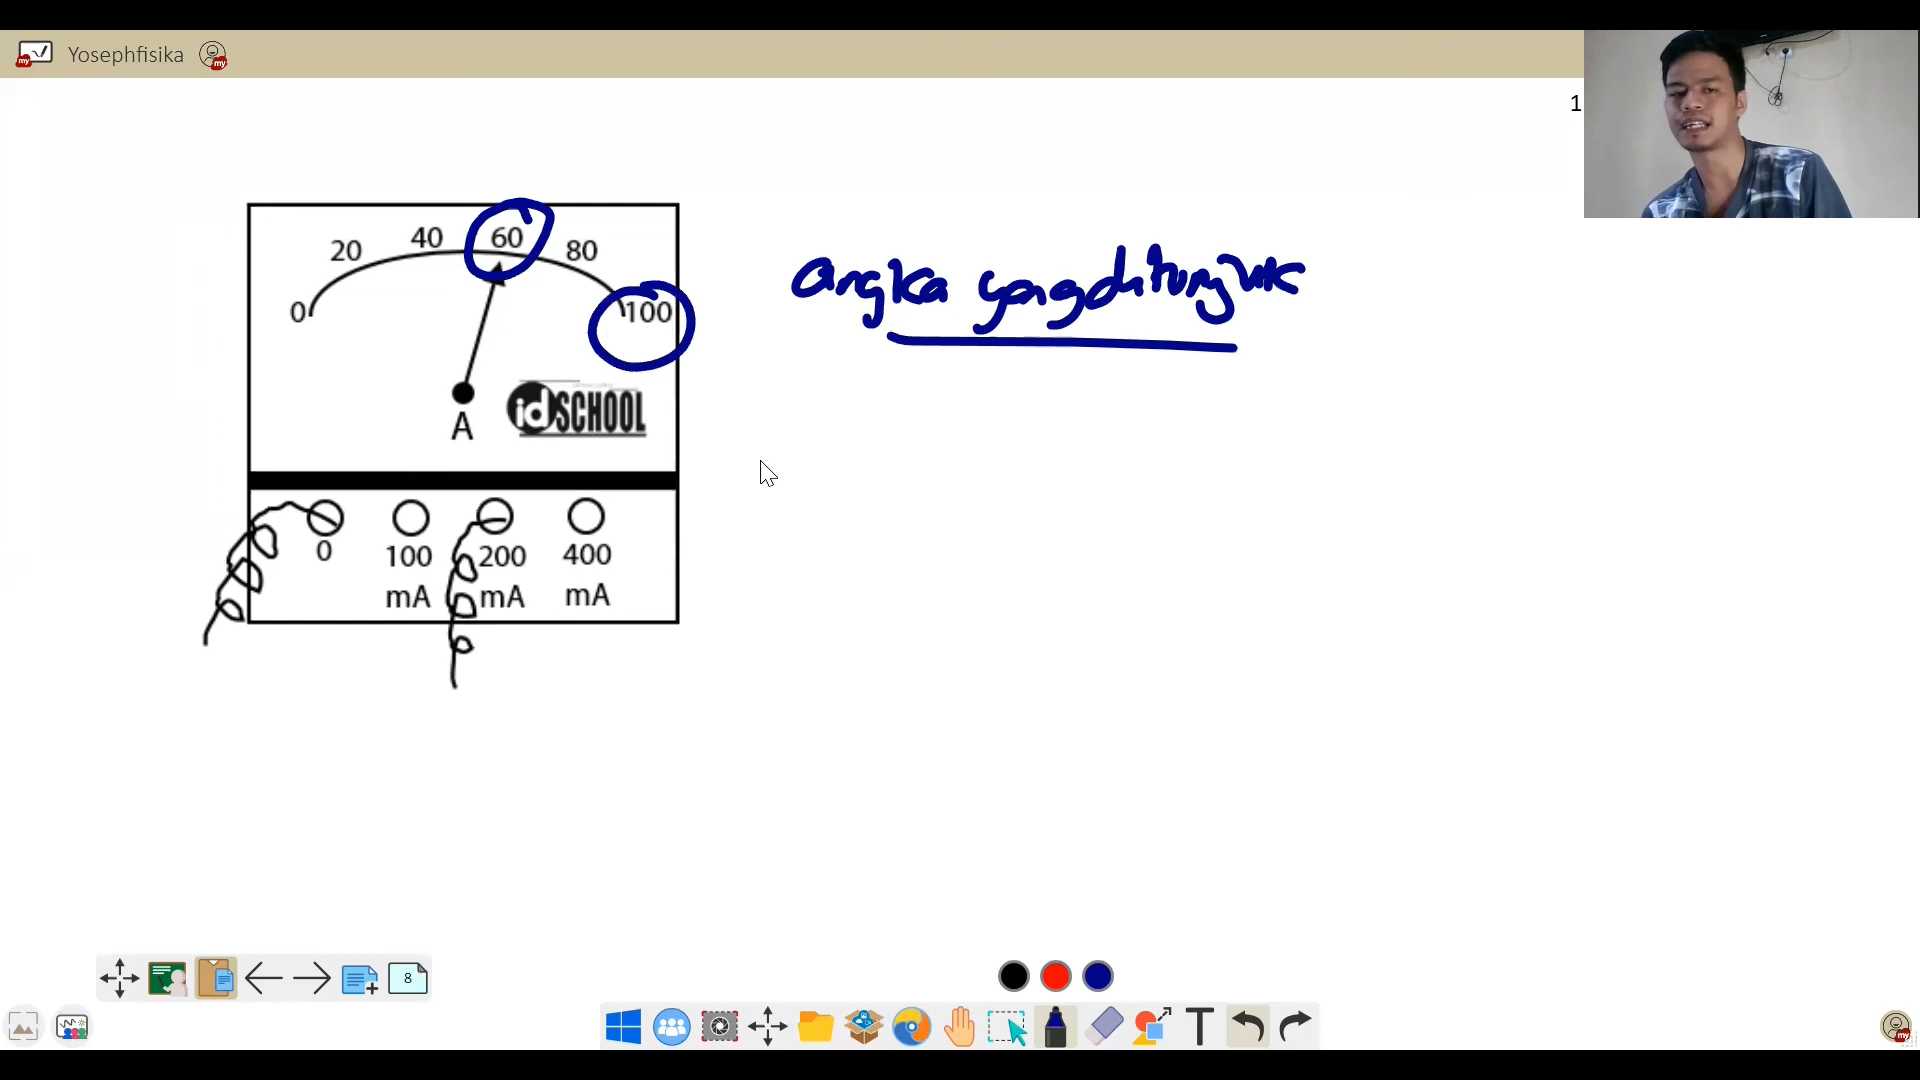 Yosephfisika
1
0 20 40 60 80 100
A
idSCHOOL
0 100 mA 200 mA 400 mA
angka yang ditunjuk
8
T